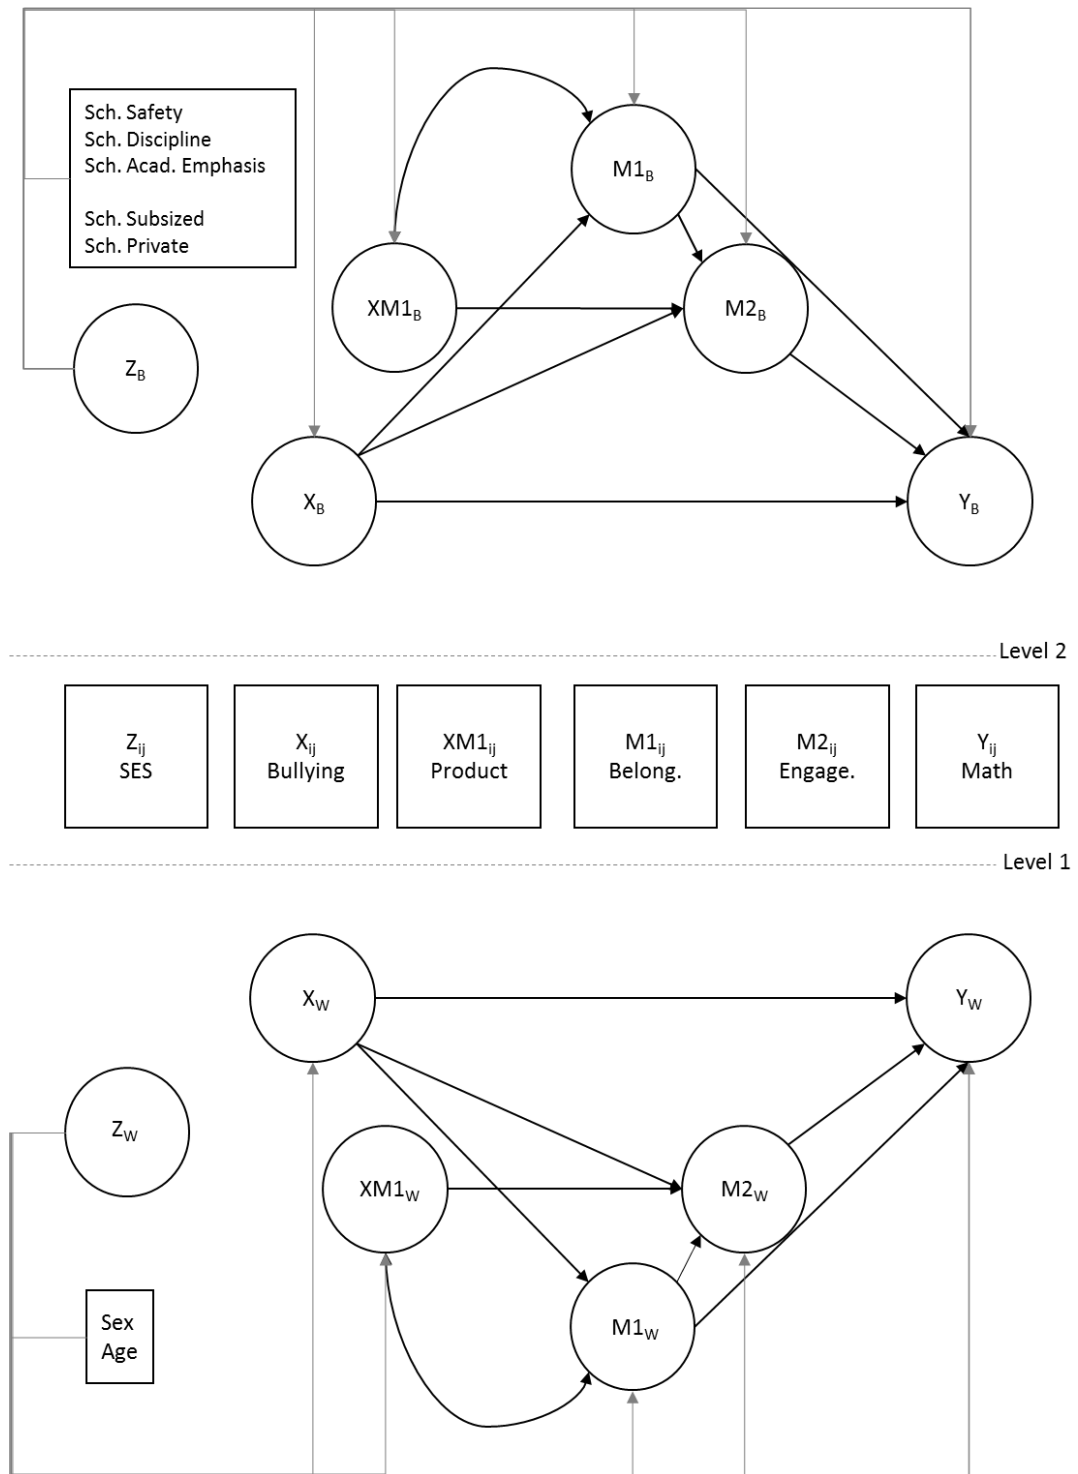 Sch. Safety
Sch. Discipline
Sch. Acad. Emphasis
Sch. Subsized
Sch. Private
M1B
XM1B
M2B
ZB
XB
YB
Level 2
Zij
SES
Xij
Bullying
XM1ij
Product
M1ij
Belong.
M2ij
Engage.
Yij
Math
Level 1
XW
YW
ZW
XM1W
M2W
M1W
Sex
Age